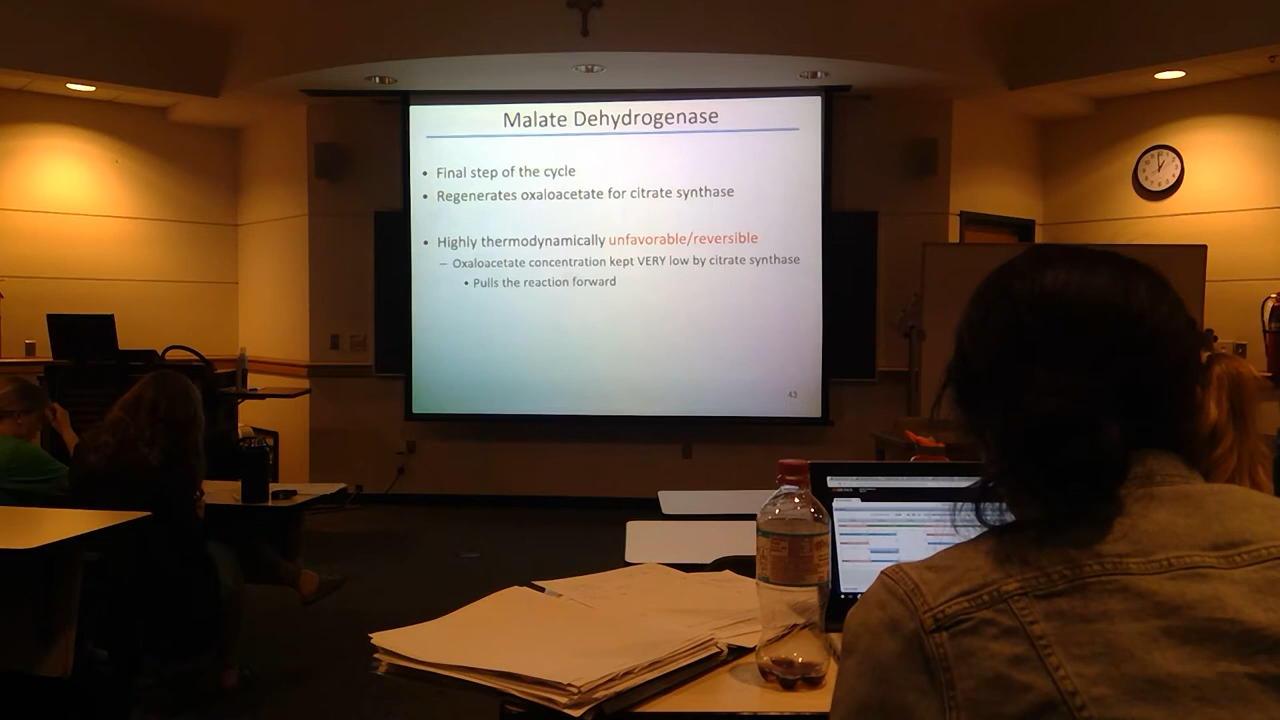 Malate Dehydrogenase
• Final step of the cycle
• Regenerates oxaloacetate for citrate synthase
• Highly thermodynamically unfavorable/reversible
– Oxaloacetate concentration kept VERY low by citrate synthase
• Pulls the reaction forward
43